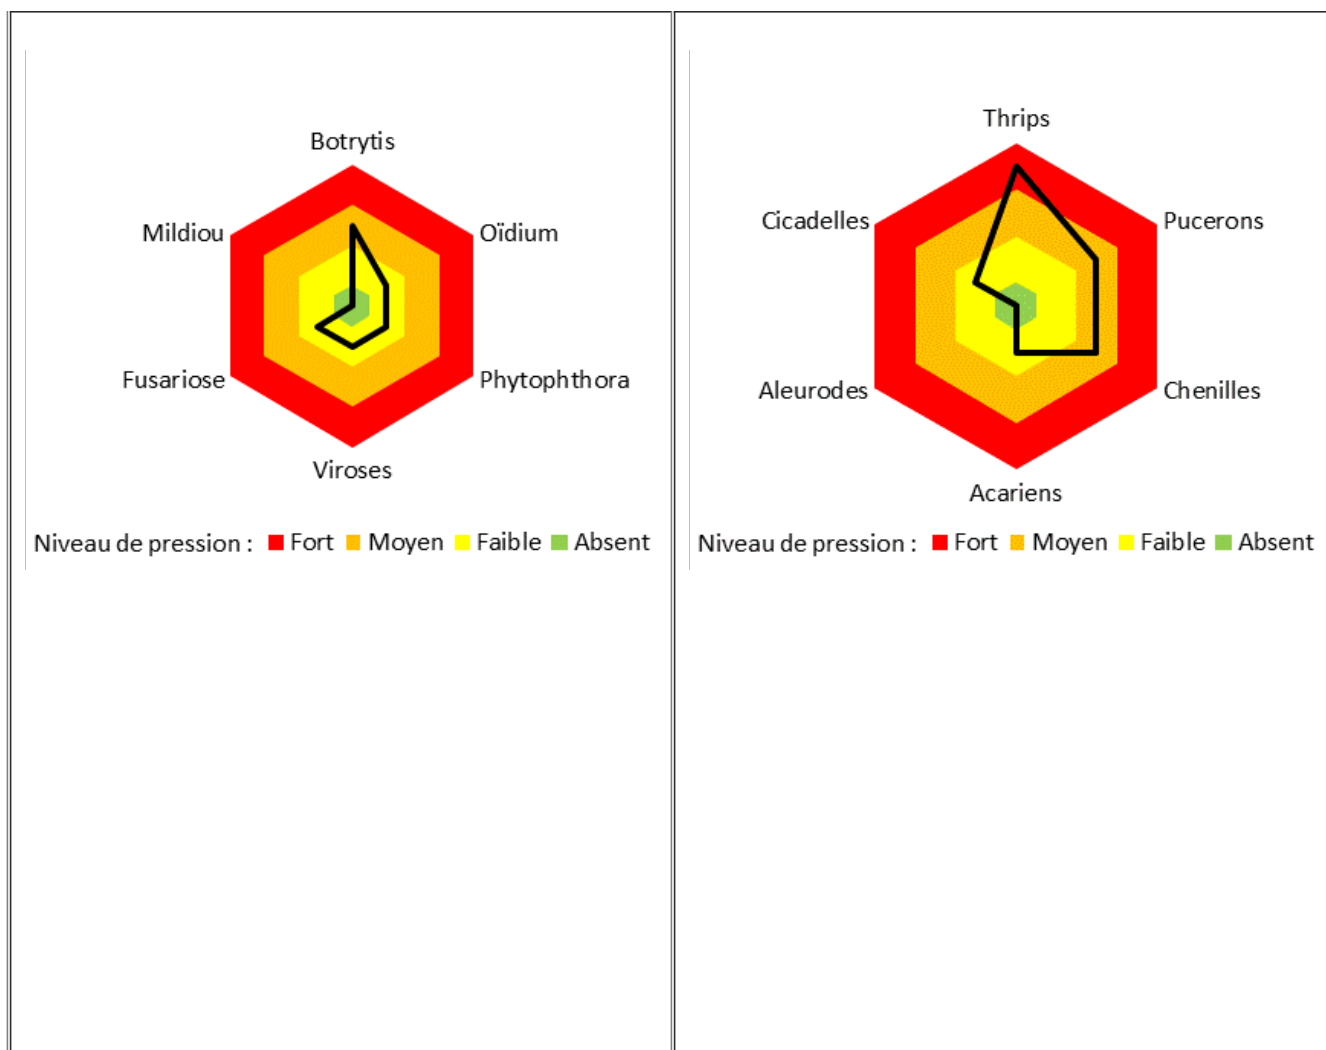 Botrytis
Mildiou
Oïdium
Fusariose
Phytophthora
Viroses
Niveau de pression : Fort Moyen Faible Absent
Thrips
Cicadelles
Pucerons
Aleurodes
Chenilles
Acariens
Niveau de pression : Fort Moyen Faible Absent